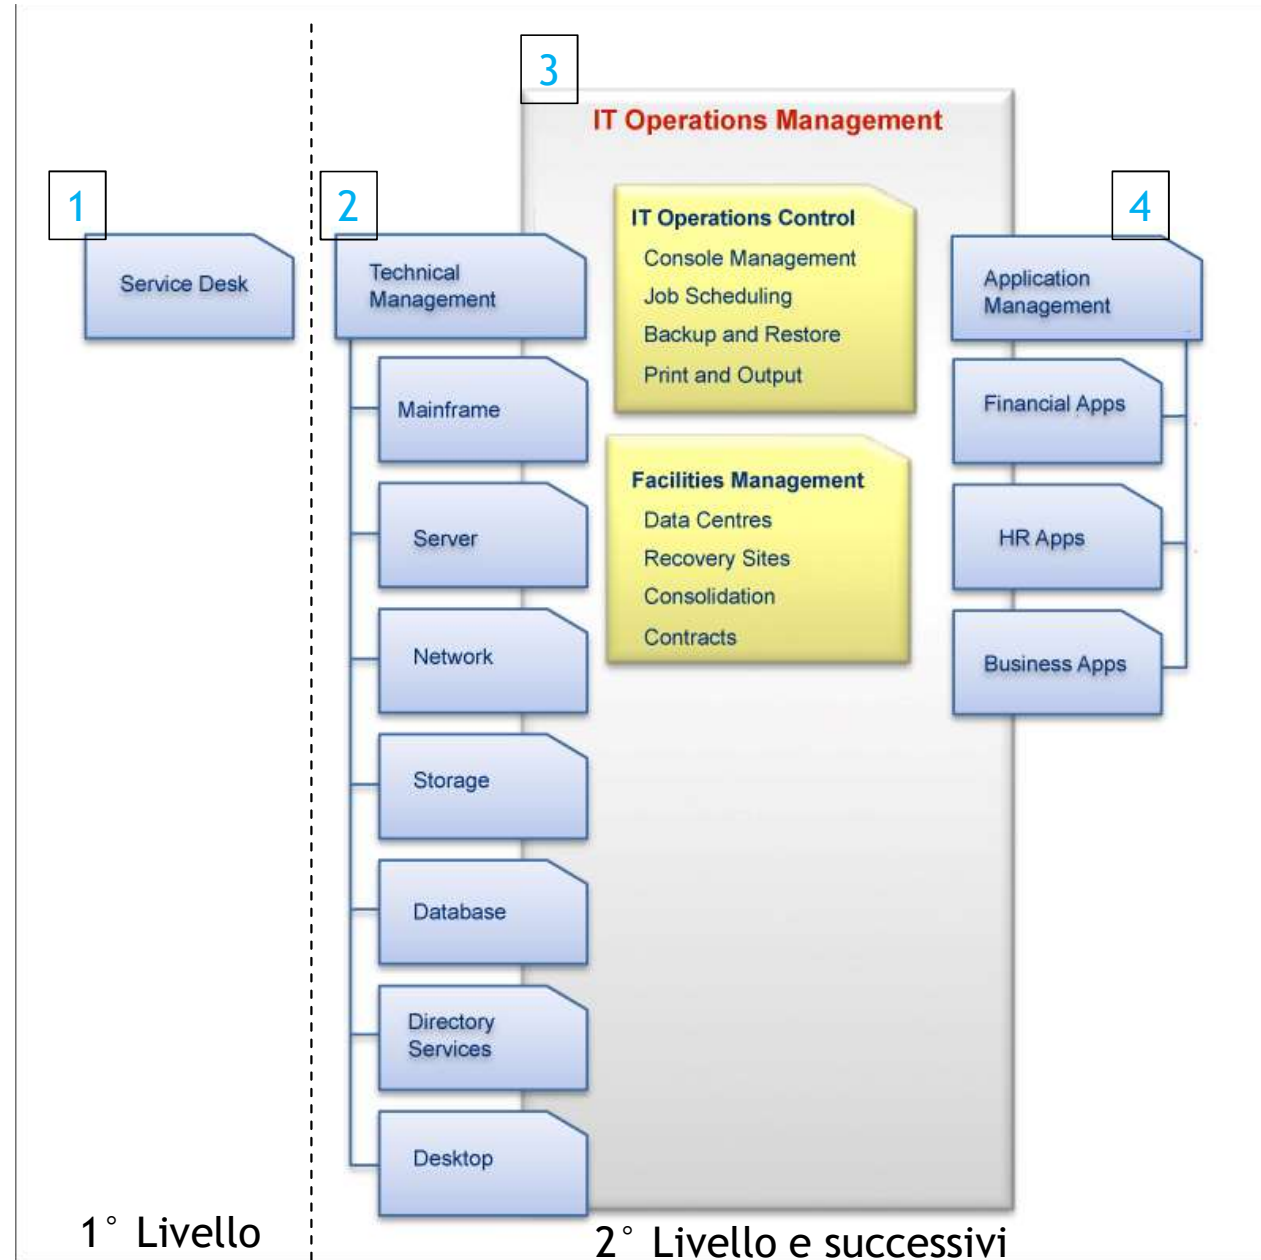 1
Service Desk
2
Technical
Management
Mainframe
Server
Network
Storage
Database
Directory
Services
Desktop
3
IT Operations Management
IT Operations Control
Console Management
Job Scheduling
Backup and Restore
Print and Output
Facilities Management
Data Centres
Recovery Sites
Consolidation
Contracts
4
Application
Management
Financial Apps
HR Apps
Business Apps
1° Livello
2° Livello e successivi